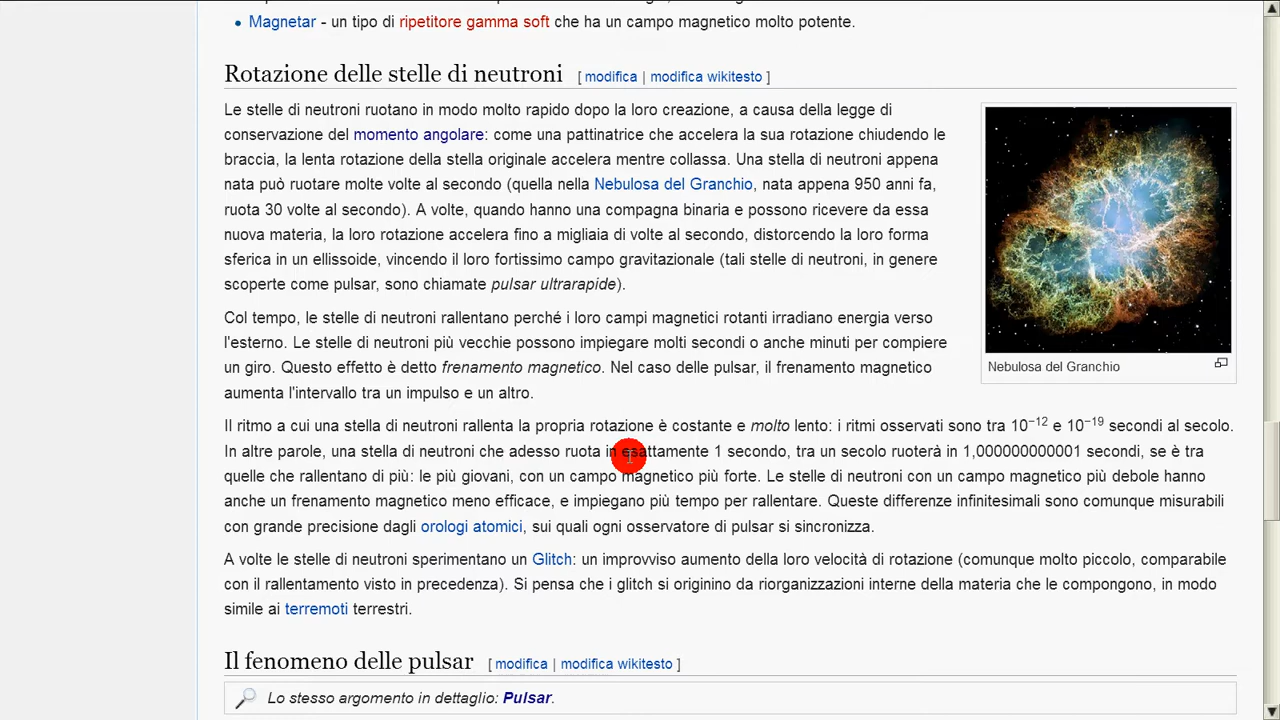 Magnetar - un tipo di ripetitore gamma soft che ha un campo magnetico molto potente.
Rotazione delle stelle di neutroni [ modifica | modifica wikitesto ]
Le stelle di neutroni ruotano in modo molto rapido dopo la loro creazione, a causa della legge di
conservazione del momento angolare: come una pattinatrice che accelera la sua rotazione chiudendo le
braccia, la lenta rotazione della stella originale accelera mentre collassa. Una stella di neutroni appena
nata può ruotare molte volte al secondo (quella nella Nebulosa del Granchio, nata appena 950 anni fa,
ruota 30 volte al secondo). A volte, quando hanno una compagna binaria e possono ricevere da essa
nuova materia, la loro rotazione accelera fino a migliaia di volte al secondo, distorcendo la loro forma
sferica in un ellissoide, vincendo il loro fortissimo campo gravitazionale (tali stelle di neutroni, in genere
scoperte come pulsar, sono chiamate pulsar ultrarapide).
Nebulosa del Granchio
Col tempo, le stelle di neutroni rallentano perché i loro campi magnetici rotanti irradiano energia verso
l'esterno. Le stelle di neutroni più vecchie possono impiegare molti secondi o anche minuti per compiere
un giro. Questo effetto è detto frenamento magnetico. Nel caso delle pulsar, il frenamento magnetico
aumenta l'intervallo tra un impulso e un altro.
Il ritmo a cui una stella di neutroni rallenta la propria rotazione è costante e molto lento: i ritmi osservati sono tra 10⁻¹² e 10⁻¹⁹ secondi al secolo.
In altre parole, una stella di neutroni che adesso ruota in esattamente 1 secondo, tra un secolo ruoterà in 1,000000000001 secondi, se è tra
quelle che rallentano di più: le più giovani, con un campo magnetico più forte. Le stelle di neutroni con un campo magnetico più debole hanno
anche un frenamento magnetico meno efficace, e impiegano più tempo per rallentare. Queste differenze infinitesimali sono comunque misurabili
con grande precisione dagli orologi atomici, sui quali ogni osservatore di pulsar si sincronizza.
A volte le stelle di neutroni sperimentano un Glitch: un improvviso aumento della loro velocità di rotazione (comunque molto piccolo, comparabile
con il rallentamento visto in precedenza). Si pensa che i glitch si originino da riorganizzazioni interne della materia che le compongono, in modo
simile ai terremoti terrestri.
Il fenomeno delle pulsar [ modifica | modifica wikitesto ]
Lo stesso argomento in dettaglio: Pulsar.